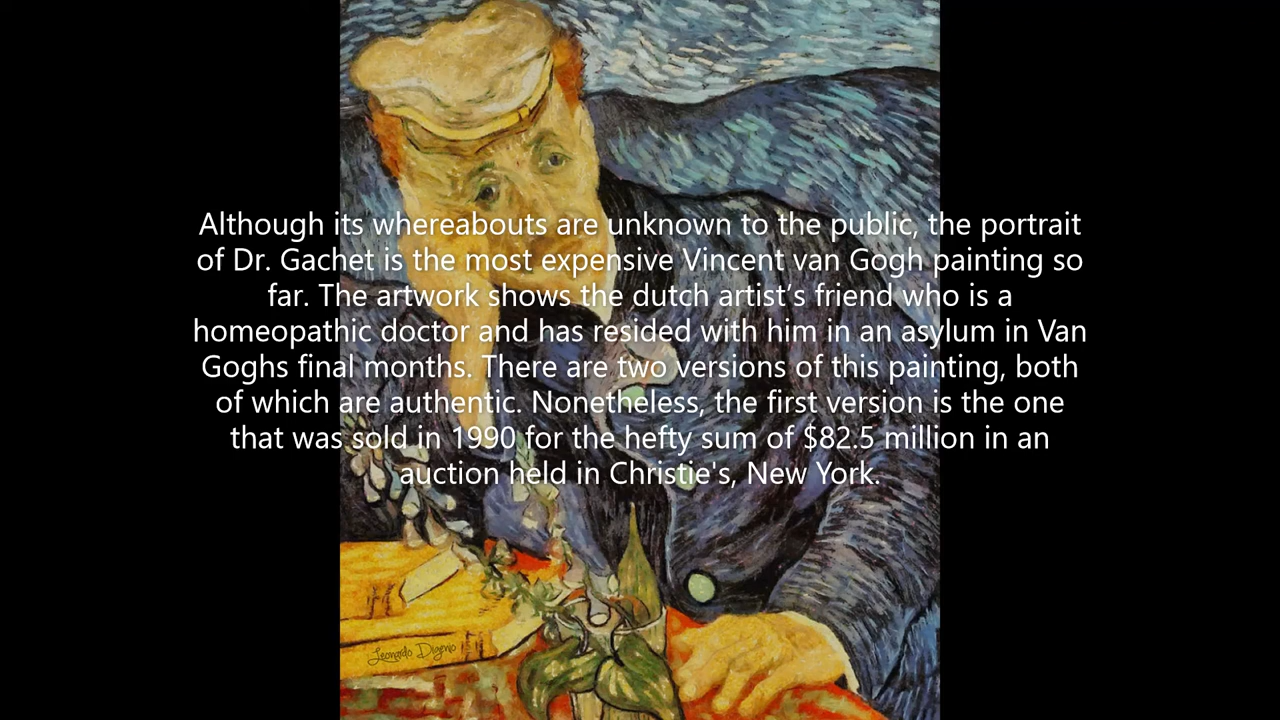 Although its whereabouts are unknown to the public, the portrait
of Dr. Gachet is the most expensive Vincent van Gogh painting so
far. The artwork shows the dutch artist’s friend who is a
homeopathic doctor and has resided with him in an asylum in Van
Goghs final months. There are two versions of this painting, both
of which are authentic. Nonetheless, the first version is the one
that was sold in 1990 for the hefty sum of $82.5 million in an
auction held in Christie's, New York.
Leonardo Digenio